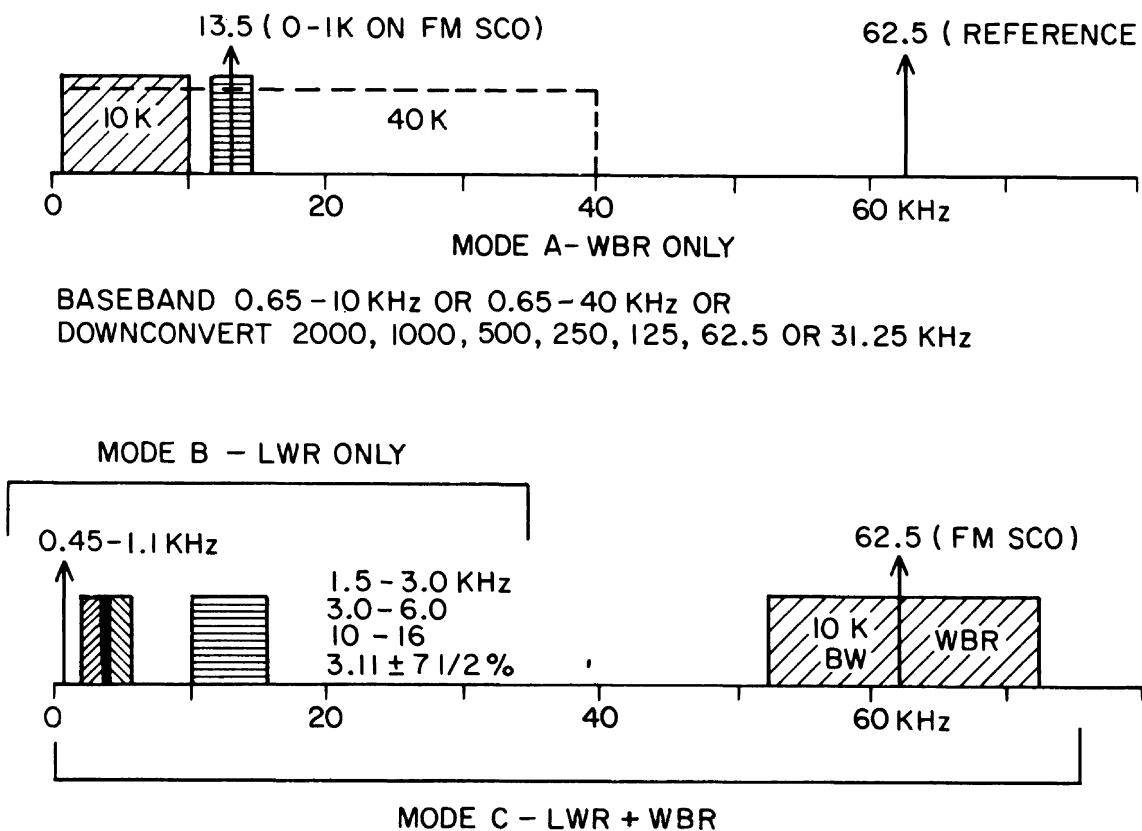 13.5 ( 0-1K ON FM SCO)
62.5 ( REFERENCE
10 K
40 K
0
20
40
60 KHz
MODE A- WBR ONLY
BASEBAND 0.65-10 KHz OR 0.65-40 KHz OR
DOWNCONVERT 2000, 1000, 500, 250, 125, 62.5 OR 31.25 KHz
MODE B - LWR ONLY
0.45-1.1 KHz
62.5 ( FM SCO)
1.5-3.0 KHz
3.0-6.0
10 -16
3.11 ± 7 1/2 %
10 K
BW
WBR
0
20
40
60 KHz
MODE C - LWR + WBR